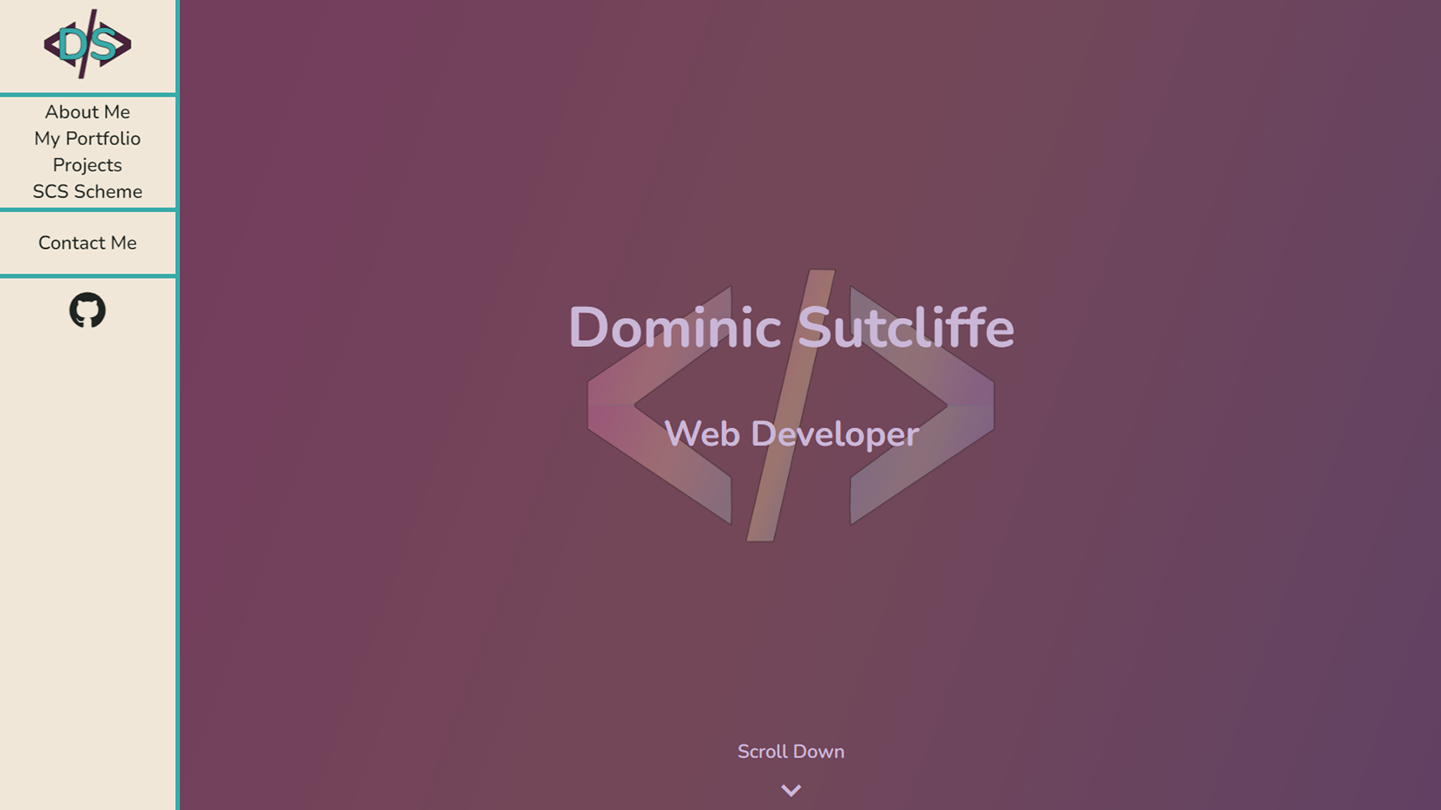 D/S
About Me
My Portfolio
Projects
SCS Scheme
Contact Me
Dominic Sutcliffe
Web Developer
Scroll Down